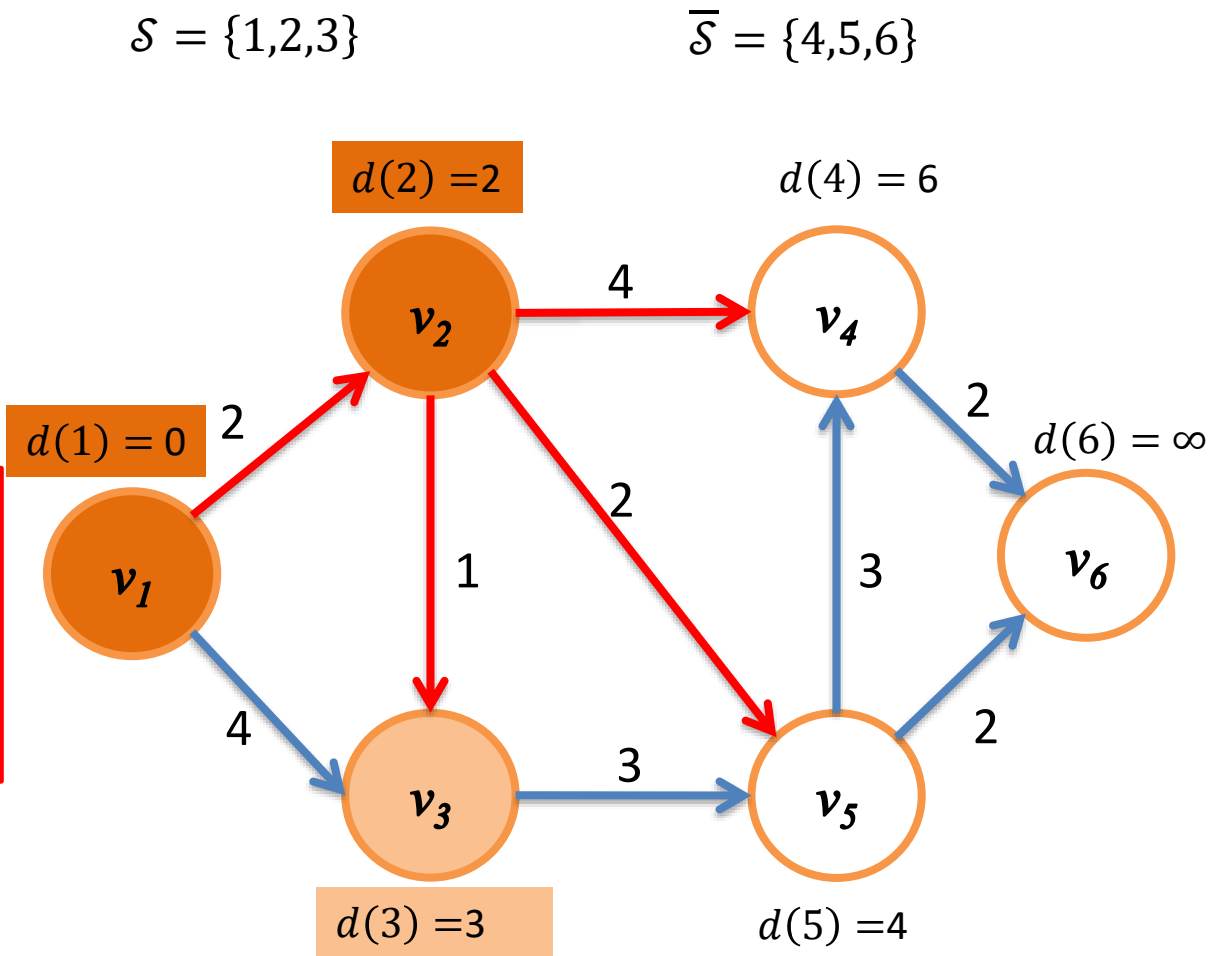 𝒮 = {1,2,3}
𝒮̅ = {4,5,6}
d(2) =2
d(4) = 6
4
v₂
v₄
2
2
d(1) = 0
d(6) = ∞
2
1
3
v₁
v₆
4
2
3
v₃
v₅
d(3) =3
d(5) =4